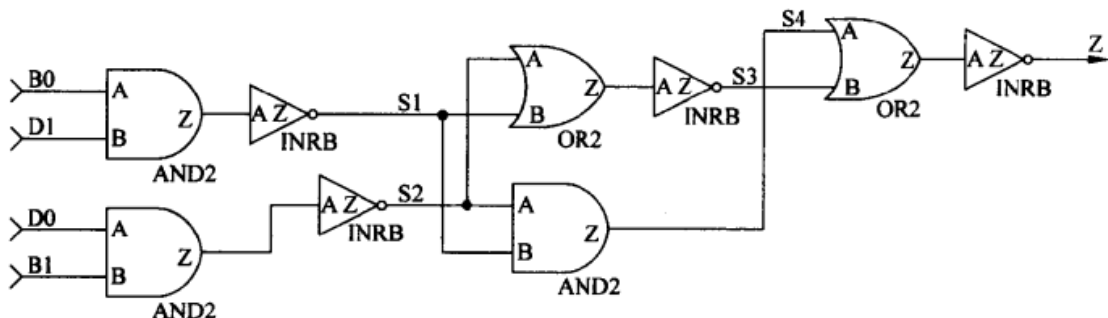 S4
A
Z
B
OR2
A Z
INRB
Z
B0
D1
A
B
Z
AND2
A Z
INRB
S1
A
B
Z
OR2
A Z
INRB
S3
D0
B1
A
B
Z
AND2
A Z
INRB
S2
A
B
Z
AND2